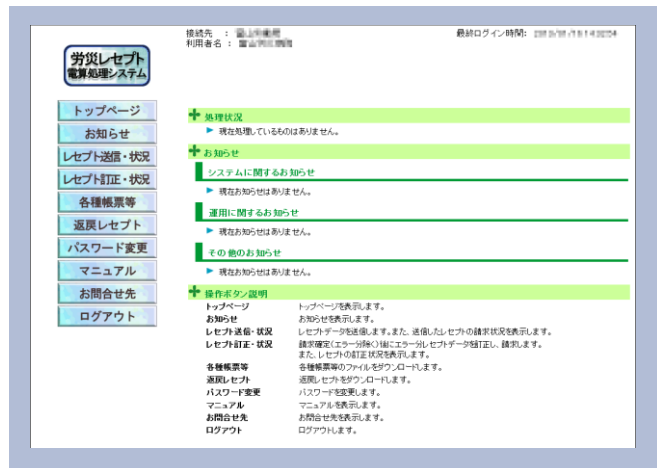 接続先 :
利用者名 :
最終ログイン時間:
労災レセプト
電算処理システム
トップページ
お知らせ
レセプト送信・状況
レセプト訂正・状況
各種帳票等
返戻レセプト
パスワード変更
マニュアル
お問合せ先
ログアウト
処理状況
現在処理しているものはありません。
お知らせ
システムに関するお知らせ
現在お知らせはありません。
運用に関するお知らせ
現在お知らせはありません。
その他のお知らせ
現在お知らせはありません。
操作ボタン説明
トップページ トップページを表示します。
お知らせ お知らせを表示します。
レセプト送信・状況 レセプトデータを送信します。また、送信したレセプトの請求状況を表示します。
レセプト訂正・状況 請求確定(エラー分除く)後にエラー分レセプトデータを訂正し、請求します。
また、レセプトの訂正状況を表示します。
各種帳票等 各種帳票等のファイルをダウンロードします。
返戻レセプト 返戻レセプトをダウンロードします。
パスワード変更 パスワードを変更します。
マニュアル マニュアルを表示します。
お問合せ先 お問合せ先を表示します。
ログアウト ログアウトします。